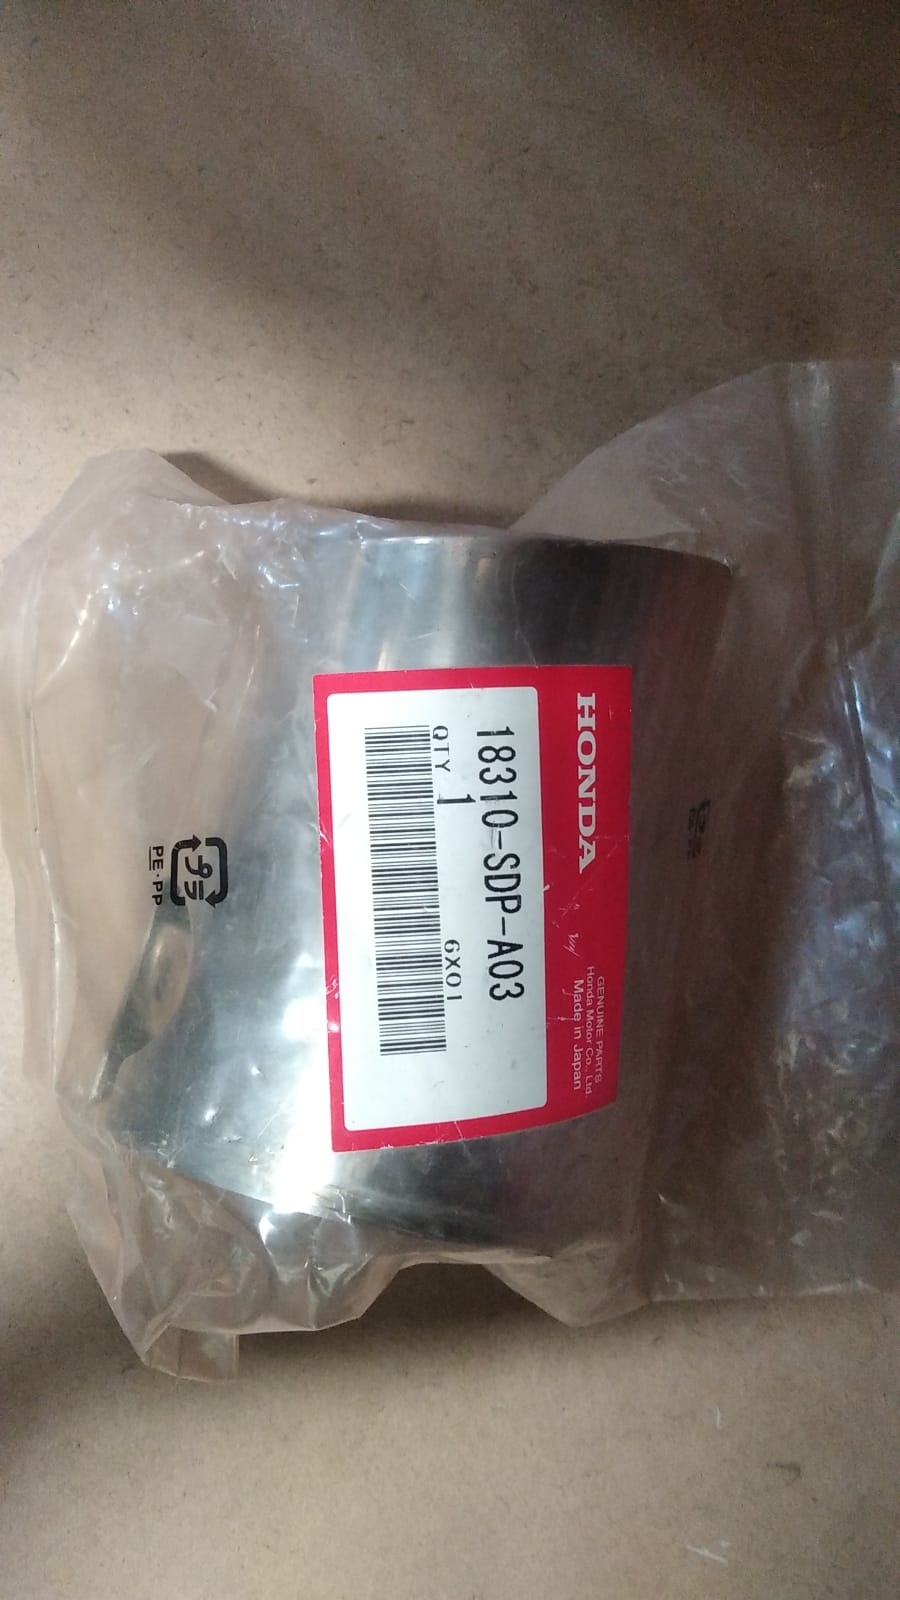 HONDA
GENUINE PARTS
Honda Motor Co., Ltd.
Made in Japan
18310-SDP-A03
QTY 1
6X01
プラ
PE・PP